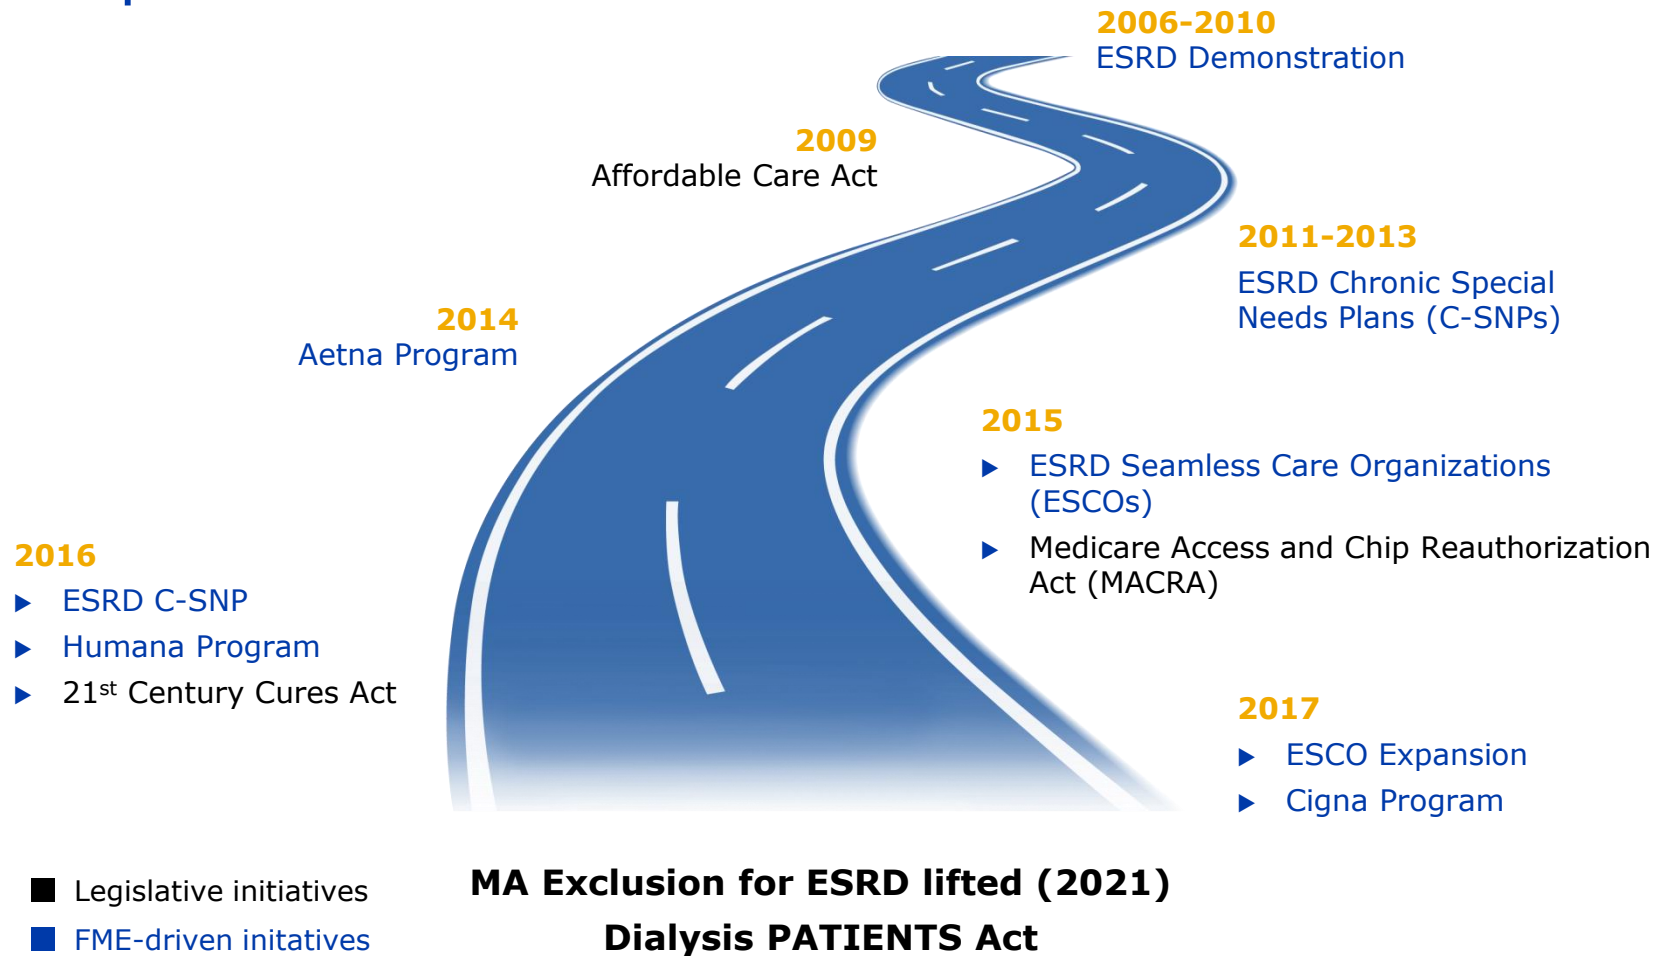 2006-2010
ESRD Demonstration
2009
Affordable Care Act
2011-2013
ESRD Chronic Special
Needs Plans (C-SNPs)
2014
Aetna Program
2015
ESRD Seamless Care Organizations
(ESCOs)
Medicare Access and Chip Reauthorization
Act (MACRA)
2016
ESRD C-SNP
Humana Program
21st Century Cures Act
2017
ESCO Expansion
Cigna Program
Legislative initiatives
FME-driven initatives
MA Exclusion for ESRD lifted (2021)
Dialysis PATIENTS Act